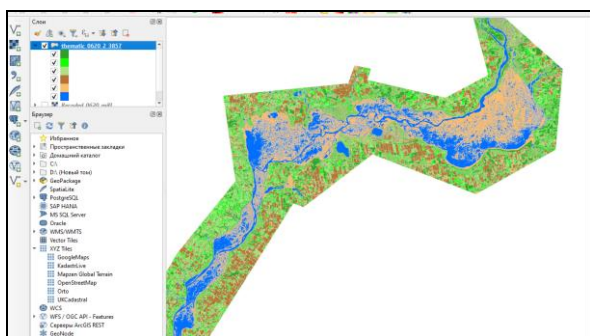 Слои
thematic_0620_2_3857
Браузер
Избранное
Пространственные закладки
Домашний каталог
C:\
D:\ (Новый том)
GeoPackage
SpatiaLite
PostgreSQL
SAP HANA
MS SQL Server
Oracle
WMS/WMTS
Vector Tiles
XYZ Tiles
GoogleMaps
KadastrLive
Mapzen Global Terrain
OpenStreetMap
Orto
UKCadastral
WCS
WFS / OGC API - Features
Серверы ArcGIS REST
GeoNode